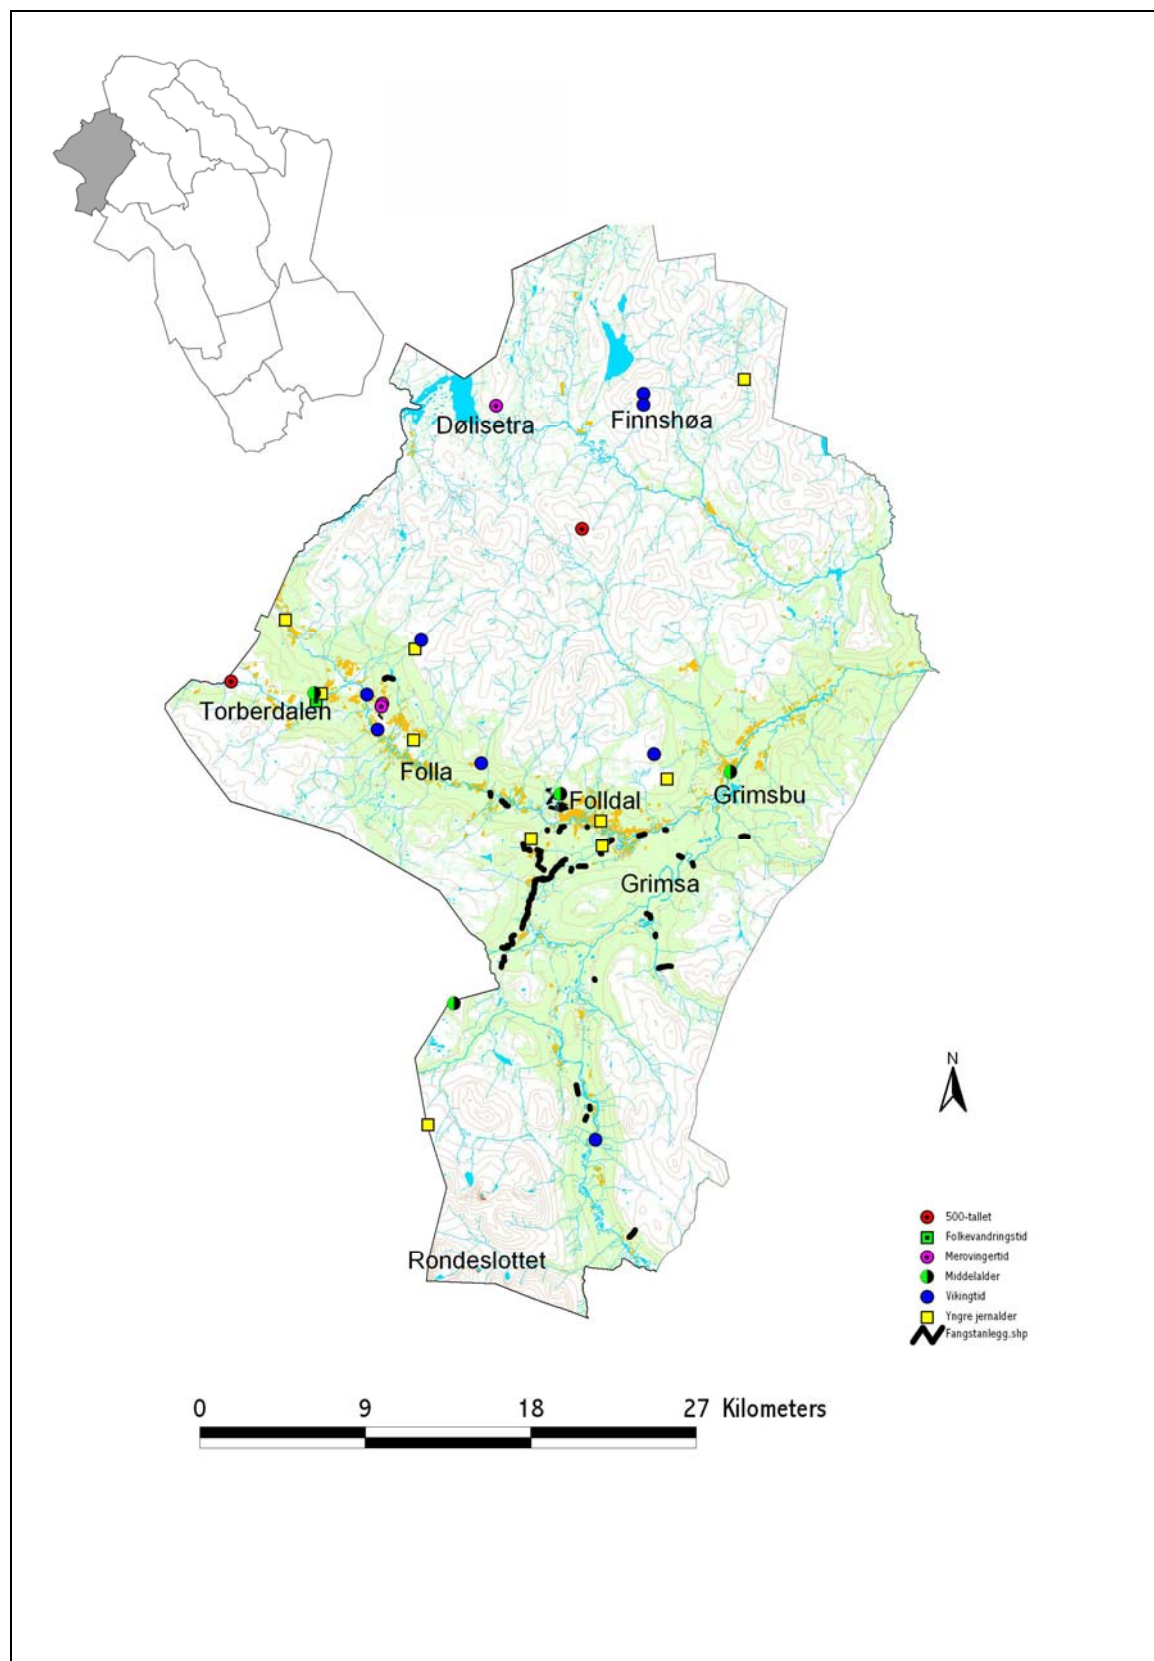 Dølisetra
Finnshøa
Torberdalen
Folla
Folldal
Grimsbu
Grimsa
Rondeslottet
N
500-tallet
Folkevandringstid
Merovingertid
Middelalder
Vikingtid
Yngre jernalder
Fangstanlegg.shp
0 9 18 27 Kilometers